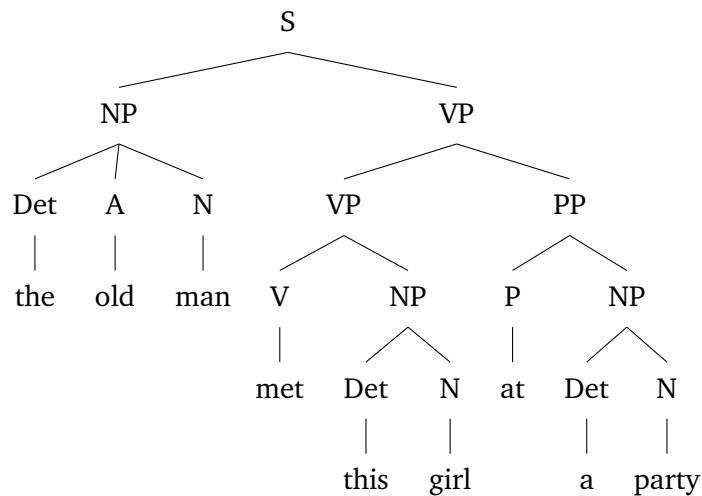 S
NP VP
Det A N VP PP
the old man V NP P NP
met Det N at Det N
this girl a party